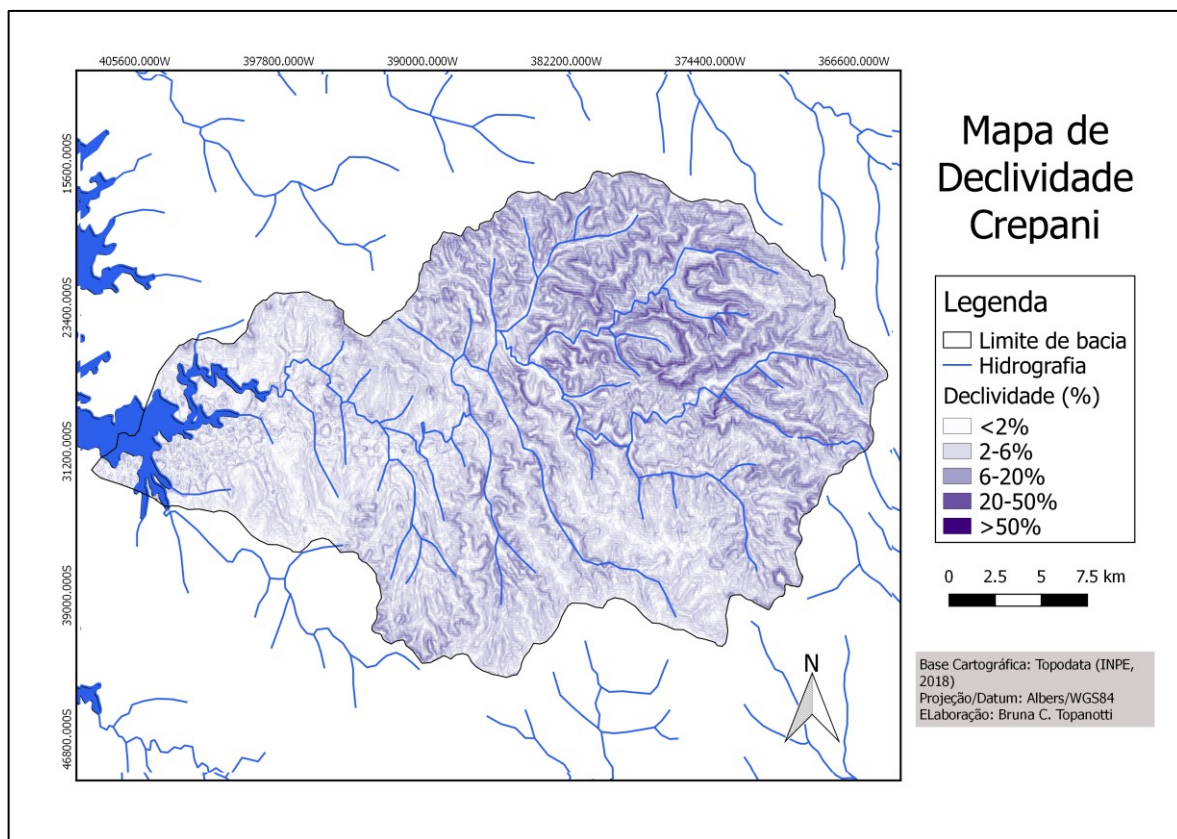 405600.000W 397800.000W 390000.000W 382200.000W 374400.000W 366600.000W
15600.000S
23400.000S
31200.000S
39000.000S
46800.000S
N
Mapa de
Declividade
Crepani
Legenda
Limite de bacia
Hidrografia
Declividade (%)
<2%
2-6%
6-20%
20-50%
>50%
0 2.5 5 7.5 km
Base Cartográfica: Topodata (INPE,
2018)
Projeção/Datum: Albers/WGS84
ELaboração: Bruna C. Topanotti